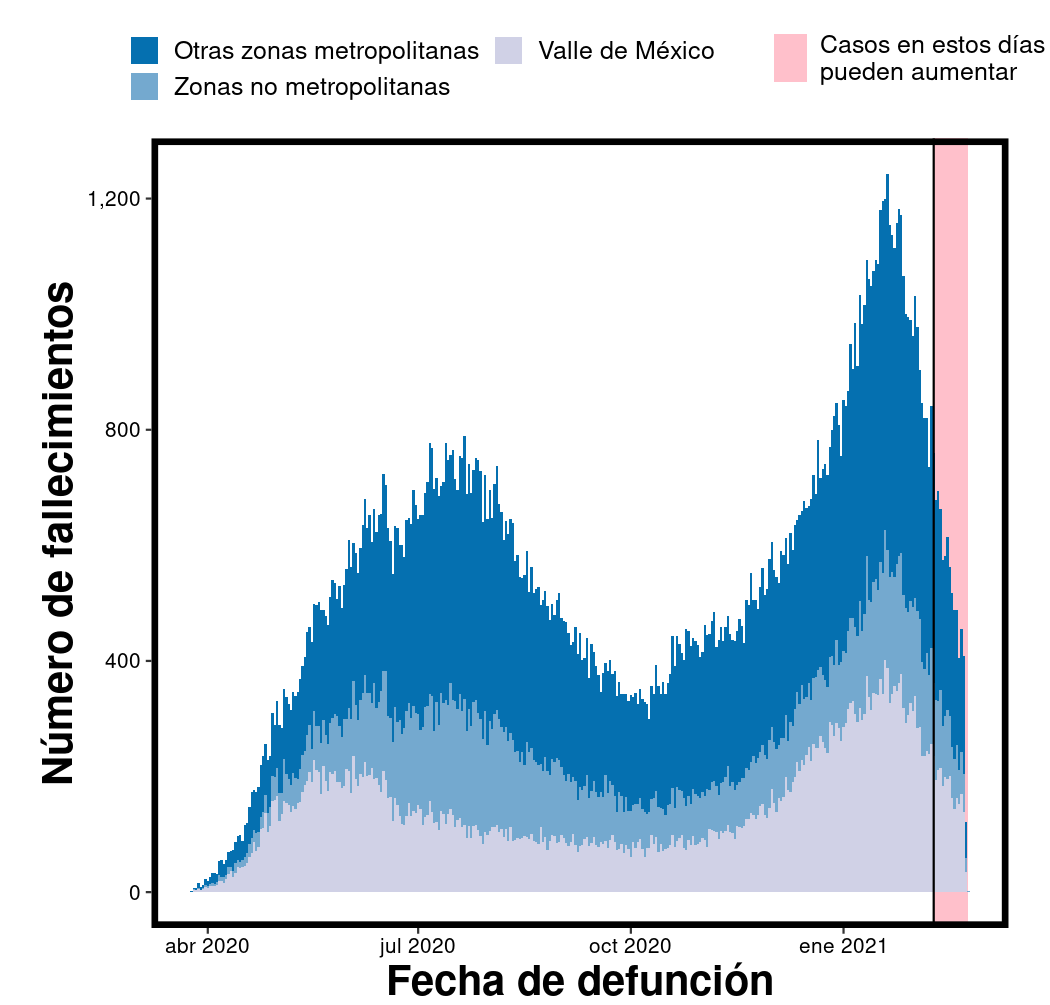 Otras zonas metropolitanas
Zonas no metropolitanas
Valle de México
Casos en estos días
pueden aumentar
Número de fallecimientos
1,200
800
400
0
abr 2020
jul 2020
oct 2020
ene 2021
Fecha de defunción